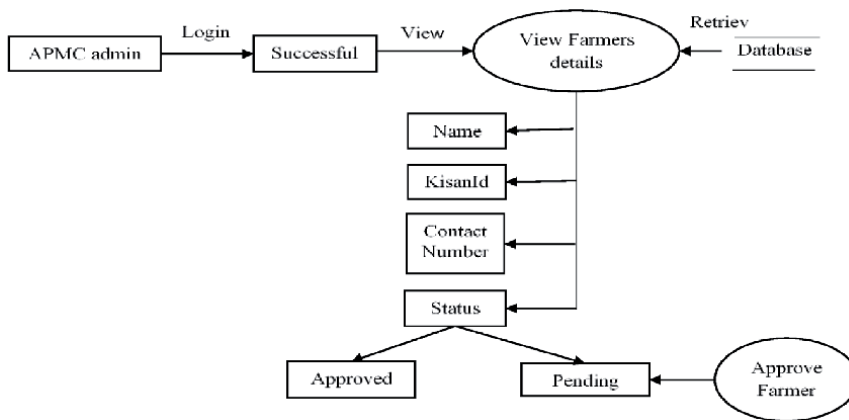 APMC admin
Login
Successful
View
View Farmers
details
Retriev
Database
Name
KisanId
Contact
Number
Status
Approved
Pending
Approve
Farmer